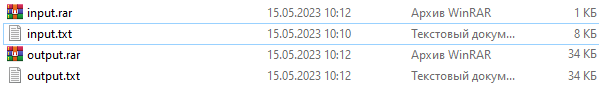 input.rar 15.05.2023 10:12 Архив WinRAR 1 КБ
input.txt 15.05.2023 10:10 Текстовый докум... 8 КБ
output.rar 15.05.2023 10:12 Архив WinRAR 34 КБ
output.txt 15.05.2023 10:12 Текстовый докум... 34 КБ